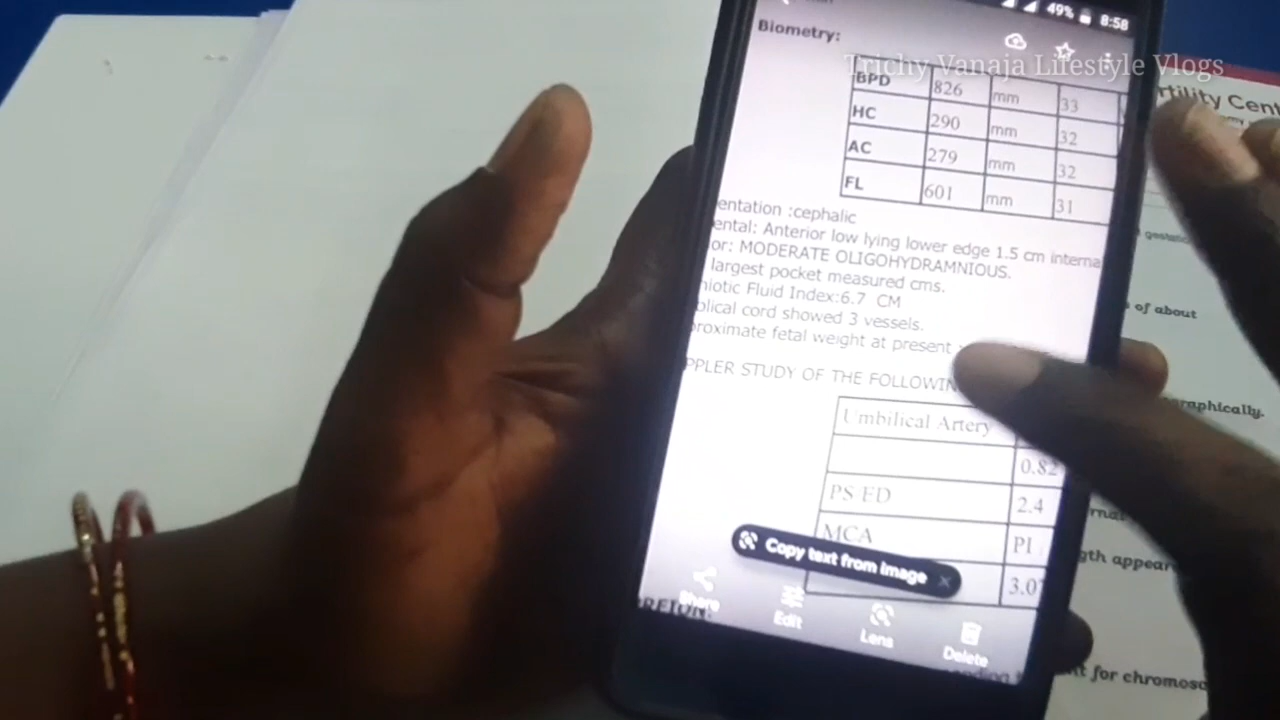 49% 8:58
Biometry:
Trichy Vanaja Lifestyle Vlogs
BPD 826 mm 33
HC 290 mm 32
AC 279 mm 32
FL 601 mm 31
entation :cephalic
ental: Anterior low lying lower edge 1.5 cm interna
or: MODERATE OLIGOHYDRAMNIOUS.
largest pocket measured cms.
niotic Fluid Index:6.7 CM
olical cord showed 3 vessels.
roximate fetal weight at present
PPLER STUDY OF THE FOLLOWIN
Umbilical Artery
0.82
PS/ED 2.4
MCA PI
3.0
Copy text from image
Share Edit Lens Delete
rtility Cent
of about
raphically.
gth appear
t for chromoso